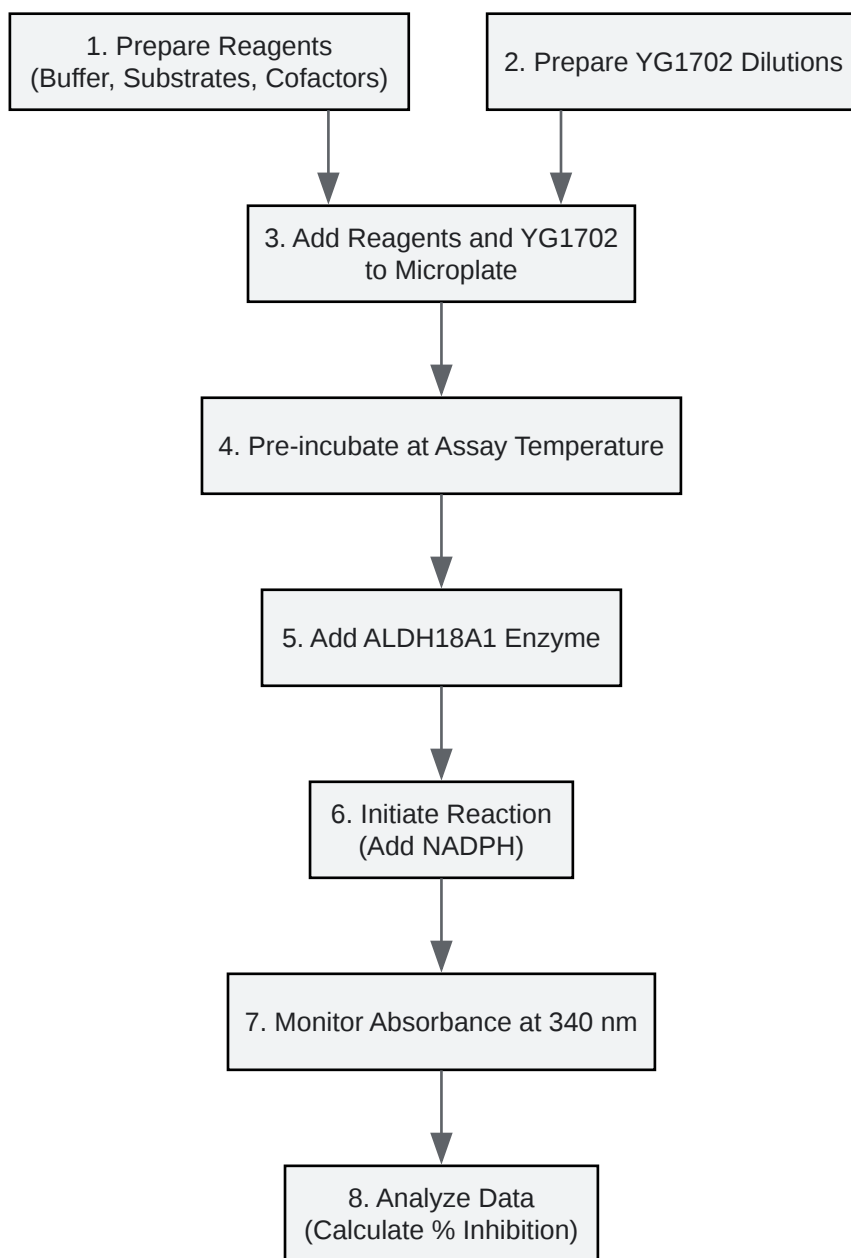 1. Prepare Reagents
(Buffer, Substrates, Cofactors)
2. Prepare YG1702 Dilutions
3. Add Reagents and YG1702
to Microplate
4. Pre-incubate at Assay Temperature
5. Add ALDH18A1 Enzyme
6. Initiate Reaction
(Add NADPH)
7. Monitor Absorbance at 340 nm
8. Analyze Data
(Calculate % Inhibition)